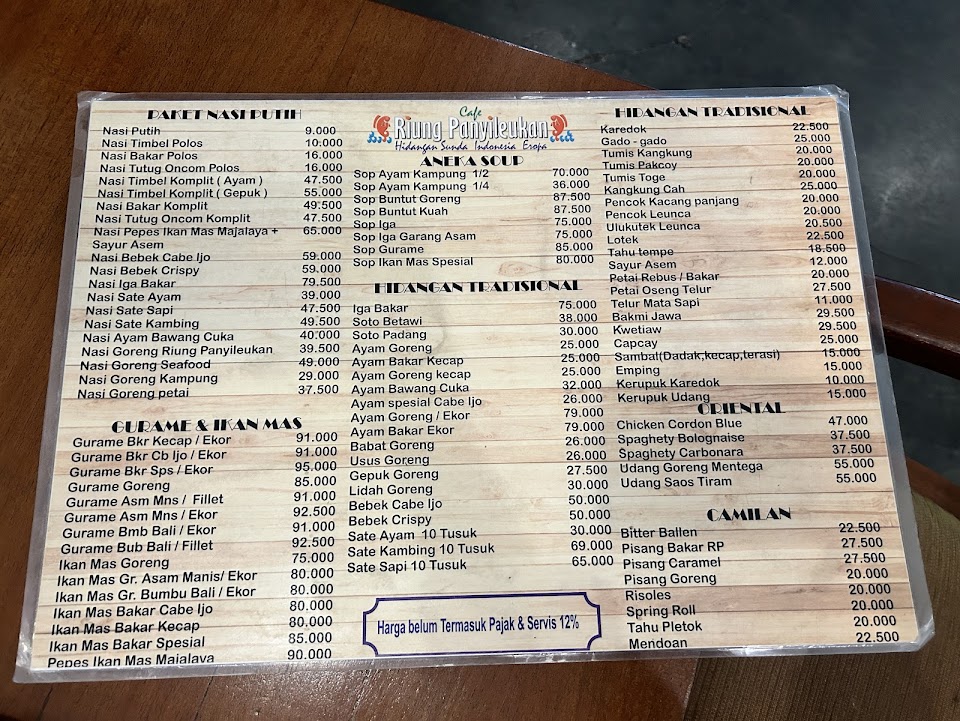 PAKET NASI PUTIH
Nasi Putih 9.000
Nasi Timbel Polos 10:000
Nasi Bakar Polos 16.000
Nasi Tutug Oncom Polos 16.000
Nasi Timbel Komplit ( Ayam ) 47.500
Nasi Timbel Komplit ( Gepuk ) 55.000
Nasi Bakar Komplit 49.500
Nasi Tutug Oncom Komplit 47.500
Nasi Pepes Ikan Mas Majalaya + 65.000
Sayur Asem
Nasi Bebek Cabe Ijo 59.000
Nasi Bebek Crispy 59.000
Nasi Iga Bakar 79.500
Nasi Sate Ayam 39.000
Nasi Sate Sapi 47.500
Nasi Sate Kambing 49.500
Nasi Ayam Bawang Cuka 40.000
Nasi Goreng Riung Panyileukan 39.500
Nasi Goreng Seafood 49.000
Nasi Goreng Kampung 29.000
Nasi Goreng petai 37.500
GURAME & IKAN MAS
Gurame Bkr Kecap / Ekor 91.000
Gurame Bkr Cb Ijo / Ekor 91.000
Gurame Bkr Sps / Ekor 95.000
Gurame Goreng 85.000
Gurame Asm Mns / Fillet 91.000
Gurame Asm Mns / Ekor 92.500
Gurame Bmb Bali / Ekor 91.000
Gurame Bub Bali / Fillet 92.500
Ikan Mas Goreng 75.000
Ikan Mas Gr. Asam Manis/ Ekor 80.000
Ikan Mas Gr. Bumbu Bali / Ekor 80.000
Ikan Mas Bakar Cabe Ijo 80.000
Ikan Mas Bakar Kecap 80.000
Ikan Mas Bakar Spesial 85.000
Pepes Ikan Mas Majalaya 90.000
Cafe
Riung Panyileukan
Hidangan Sunda Indonesia Eropa
ANEKA SOUP
Sop Ayam Kampung 1/2 70.000
Sop Ayam Kampung 1/4 36.000
Sop Buntut Goreng 87.500
Sop Buntut Kuah 87.500
Sop Iga 75.000
Sop Iga Garang Asam 75.000
Sop Gurame 85.000
Sop Ikan Mas Spesial 80.000
HIDANGAN TRADISIONAL
Iga Bakar 75.000
Soto Betawi 38.000
Soto Padang 30.000
Ayam Goreng 25.000
Ayam Bakar Kecap 25.000
Ayam Goreng kecap 25.000
Ayam Bawang Cuka 32.000
Ayam spesial Cabe Ijo 26.000
Ayam Goreng / Ekor 79.000
Ayam Bakar Ekor 79.000
Babat Goreng 26.000
Usus Goreng 26.000
Gepuk Goreng 27.500
Lidah Goreng 30.000
Bebek Cabe Ijo 50.000
Bebek Crispy 50.000
Sate Ayam 10 Tusuk 30.000
Sate Kambing 10 Tusuk 69.000
Sate Sapi 10 Tusuk 65.000
Harga belum Termasuk Pajak & Servis 12%
HIDANGAN TRADISIONAL
Karedok 22.500
Gado - gado 25.000
Tumis Kangkung 20.000
Tumis Pakcoy 20.000
Tumis Toge 20.000
Kangkung Cah 25.000
Pencok Kacang panjang 20.000
Pencok Leunca 20.000
Ulukutek Leunca 20.500
Lotek 22.500
Tahu tempe 18.500
Sayur Asem 12.000
Petai Rebus / Bakar 20.000
Petai Oseng Telur 27.500
Telur Mata Sapi 11.000
Bakmi Jawa 29.500
Kwetiaw 29.500
Capcay 25.000
Sambal(Dadak,kecap,terasi) 15.000
Emping 15.000
Kerupuk Karedok 10.000
Kerupuk Udang 15.000
ORIENTAL
Chicken Cordon Blue 47.000
Spaghety Bolognaise 37.500
Spaghety Carbonara 37.500
Udang Goreng Mentega 55.000
Udang Saos Tiram 55.000
CAMILAN
Bitter Ballen 22.500
Pisang Bakar RP 27.500
Pisang Caramel 27.500
Pisang Goreng 20.000
Risoles 20.000
Spring Roll 20.000
Tahu Pletok 20.000
Mendoan 22.500